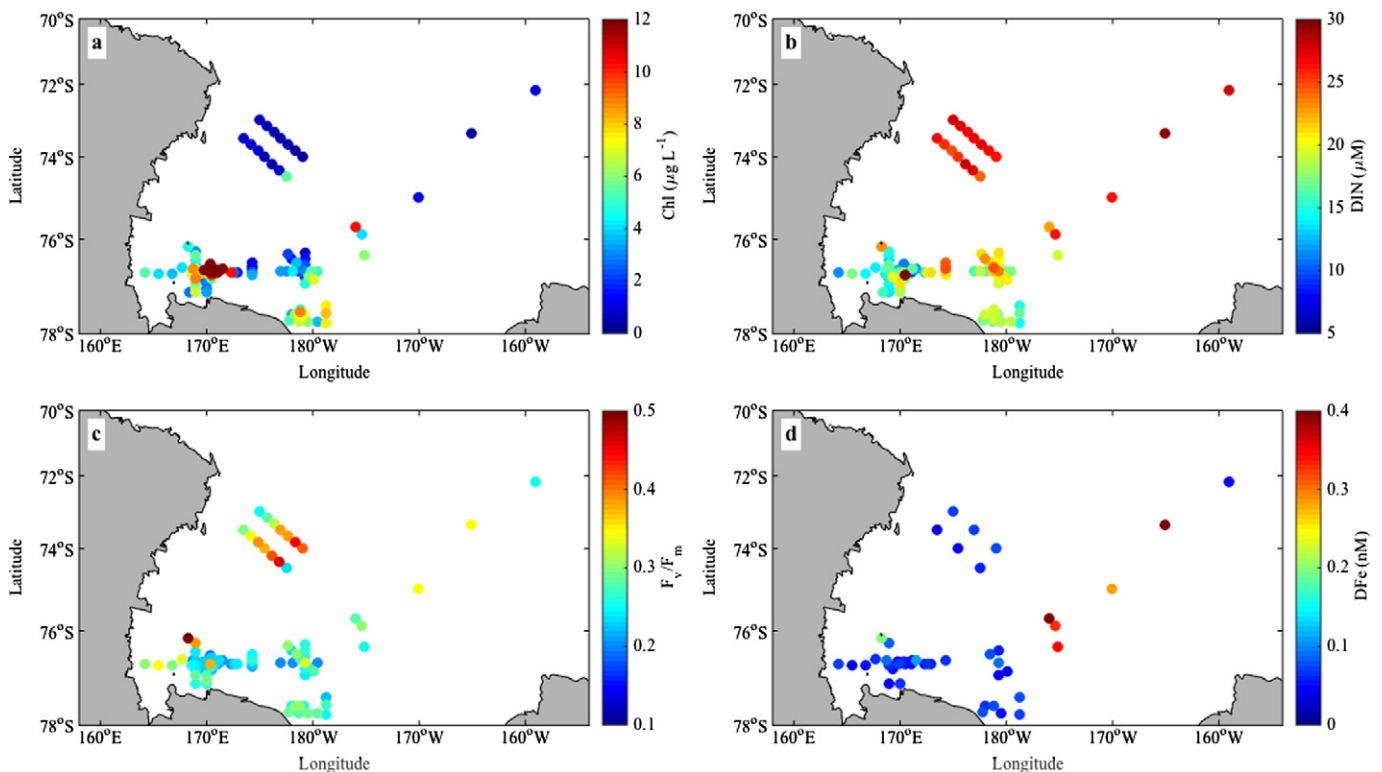 a
70°S
72°S
74°S
76°S
78°S
Latitude
160°E
170°E
180°W
170°W
160°W
Longitude
12
10
8
6
4
2
0
Chl (µg L⁻¹)
b
70°S
72°S
74°S
76°S
78°S
Latitude
160°E
170°E
180°W
170°W
160°W
Longitude
30
25
20
15
10
5
DIN (µM)
c
70°S
72°S
74°S
76°S
78°S
Latitude
160°E
170°E
180°W
170°W
160°W
Longitude
0.5
0.4
0.3
0.2
0.1
Fv/Fm
d
70°S
72°S
74°S
76°S
78°S
Latitude
160°E
170°E
180°W
170°W
160°W
Longitude
0.4
0.3
0.2
0.1
0
DFe (nM)